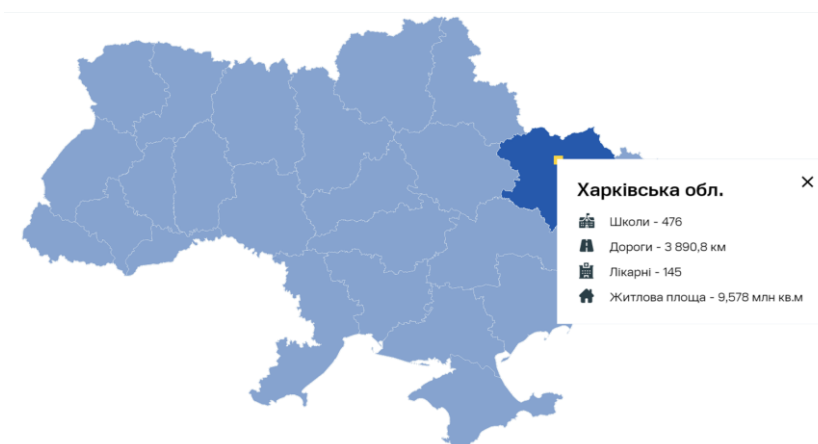 Харківська обл.
Школи - 476
Дороги - 3 890,8 км
Лікарні - 145
Житлова площа - 9,578 млн кв.м